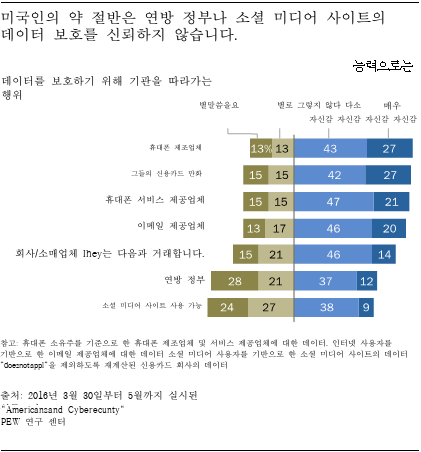 미국인의 약 절반은 연방 정부나 소셜 미디어 사이트의
데이터 보호를 신뢰하지 않습니다.
능력으로는
데이터를 보호하기 위해 기관을 따라가는
행위
별말씀을요 별로 그렇지 않다 다소 매우
자신감 자신감 자신감
휴대폰 제조업체 13% 13 43 27
그들의 신용카드 만화 15 15 42 27
휴대폰 서비스 제공업체 15 15 47 21
이메일 제공업체 13 17 46 20
회사/소매업체 lhey는 다음과 거래합니다. 15 21 46 14
연방 정부 28 21 37 12
소셜 미디어 사이트 사용 가능 24 27 38 9
참고: 휴대폰 소유주를 기준으로 한 휴대폰 제조업체 및 서비스 제공업체에 대한 데이터, 인터넷 사용자를
기반으로 한 이메일 제공업체에 대한 데이터 소셜 미디어 사용자를 기반으로 한 소셜 미디어 사이트의 데이터
"doesnotappl"을 제외하도록 재계산된 신용카드 회사의 데이터
출처: 2016년 3월 30일부터 5월까지 실시된
"Americansand Cyberecunty"
PEW 연구 센터